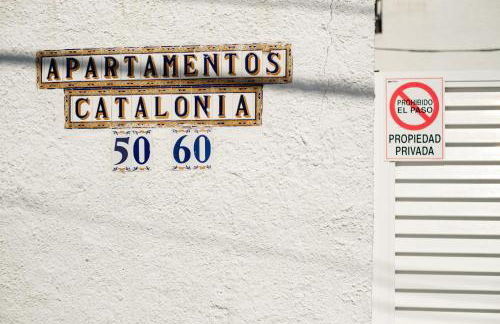 APARTAMENTOS
CATALONIA
50 60
PROHIBIDO
EL PASO
PROPIEDAD
PRIVADA